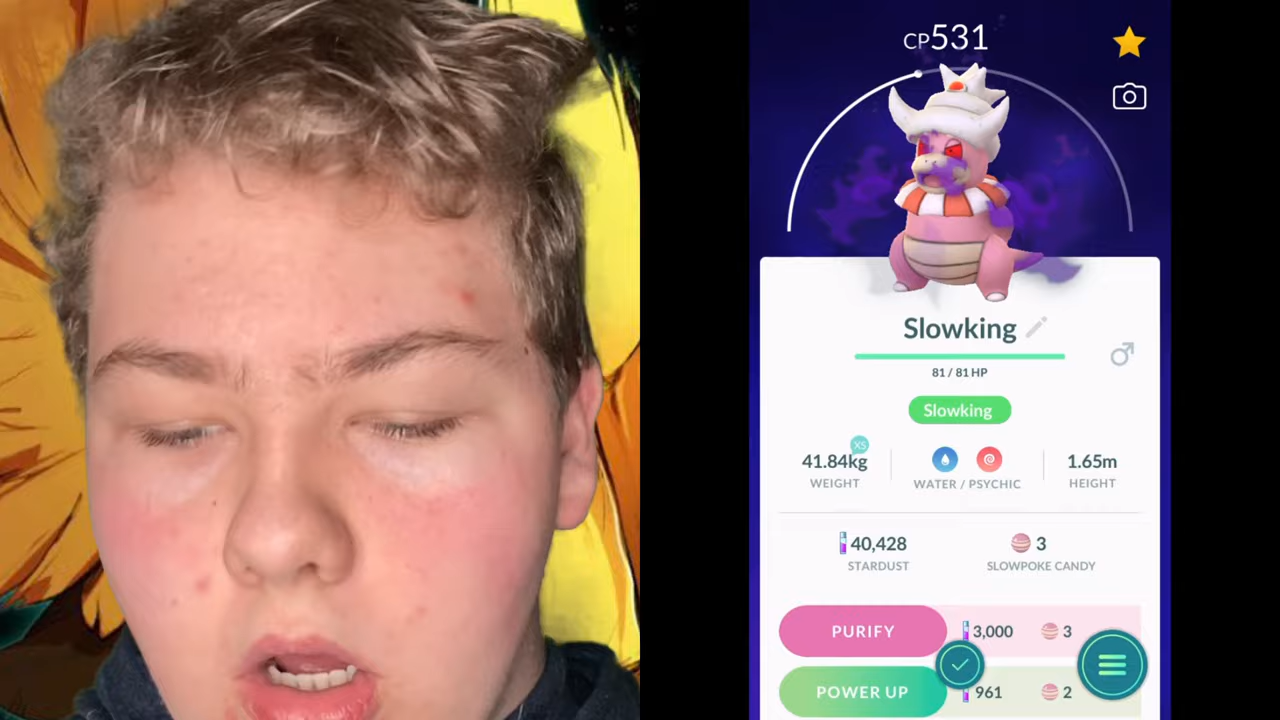 CP531
Slowking
81 / 81 HP
Slowking
XS
41.84kg
1.65m
WEIGHT
WATER / PSYCHIC
HEIGHT
40,428
3
STARDUST
SLOWPOKE CANDY
PURIFY
3,000
3
POWER UP
961
2